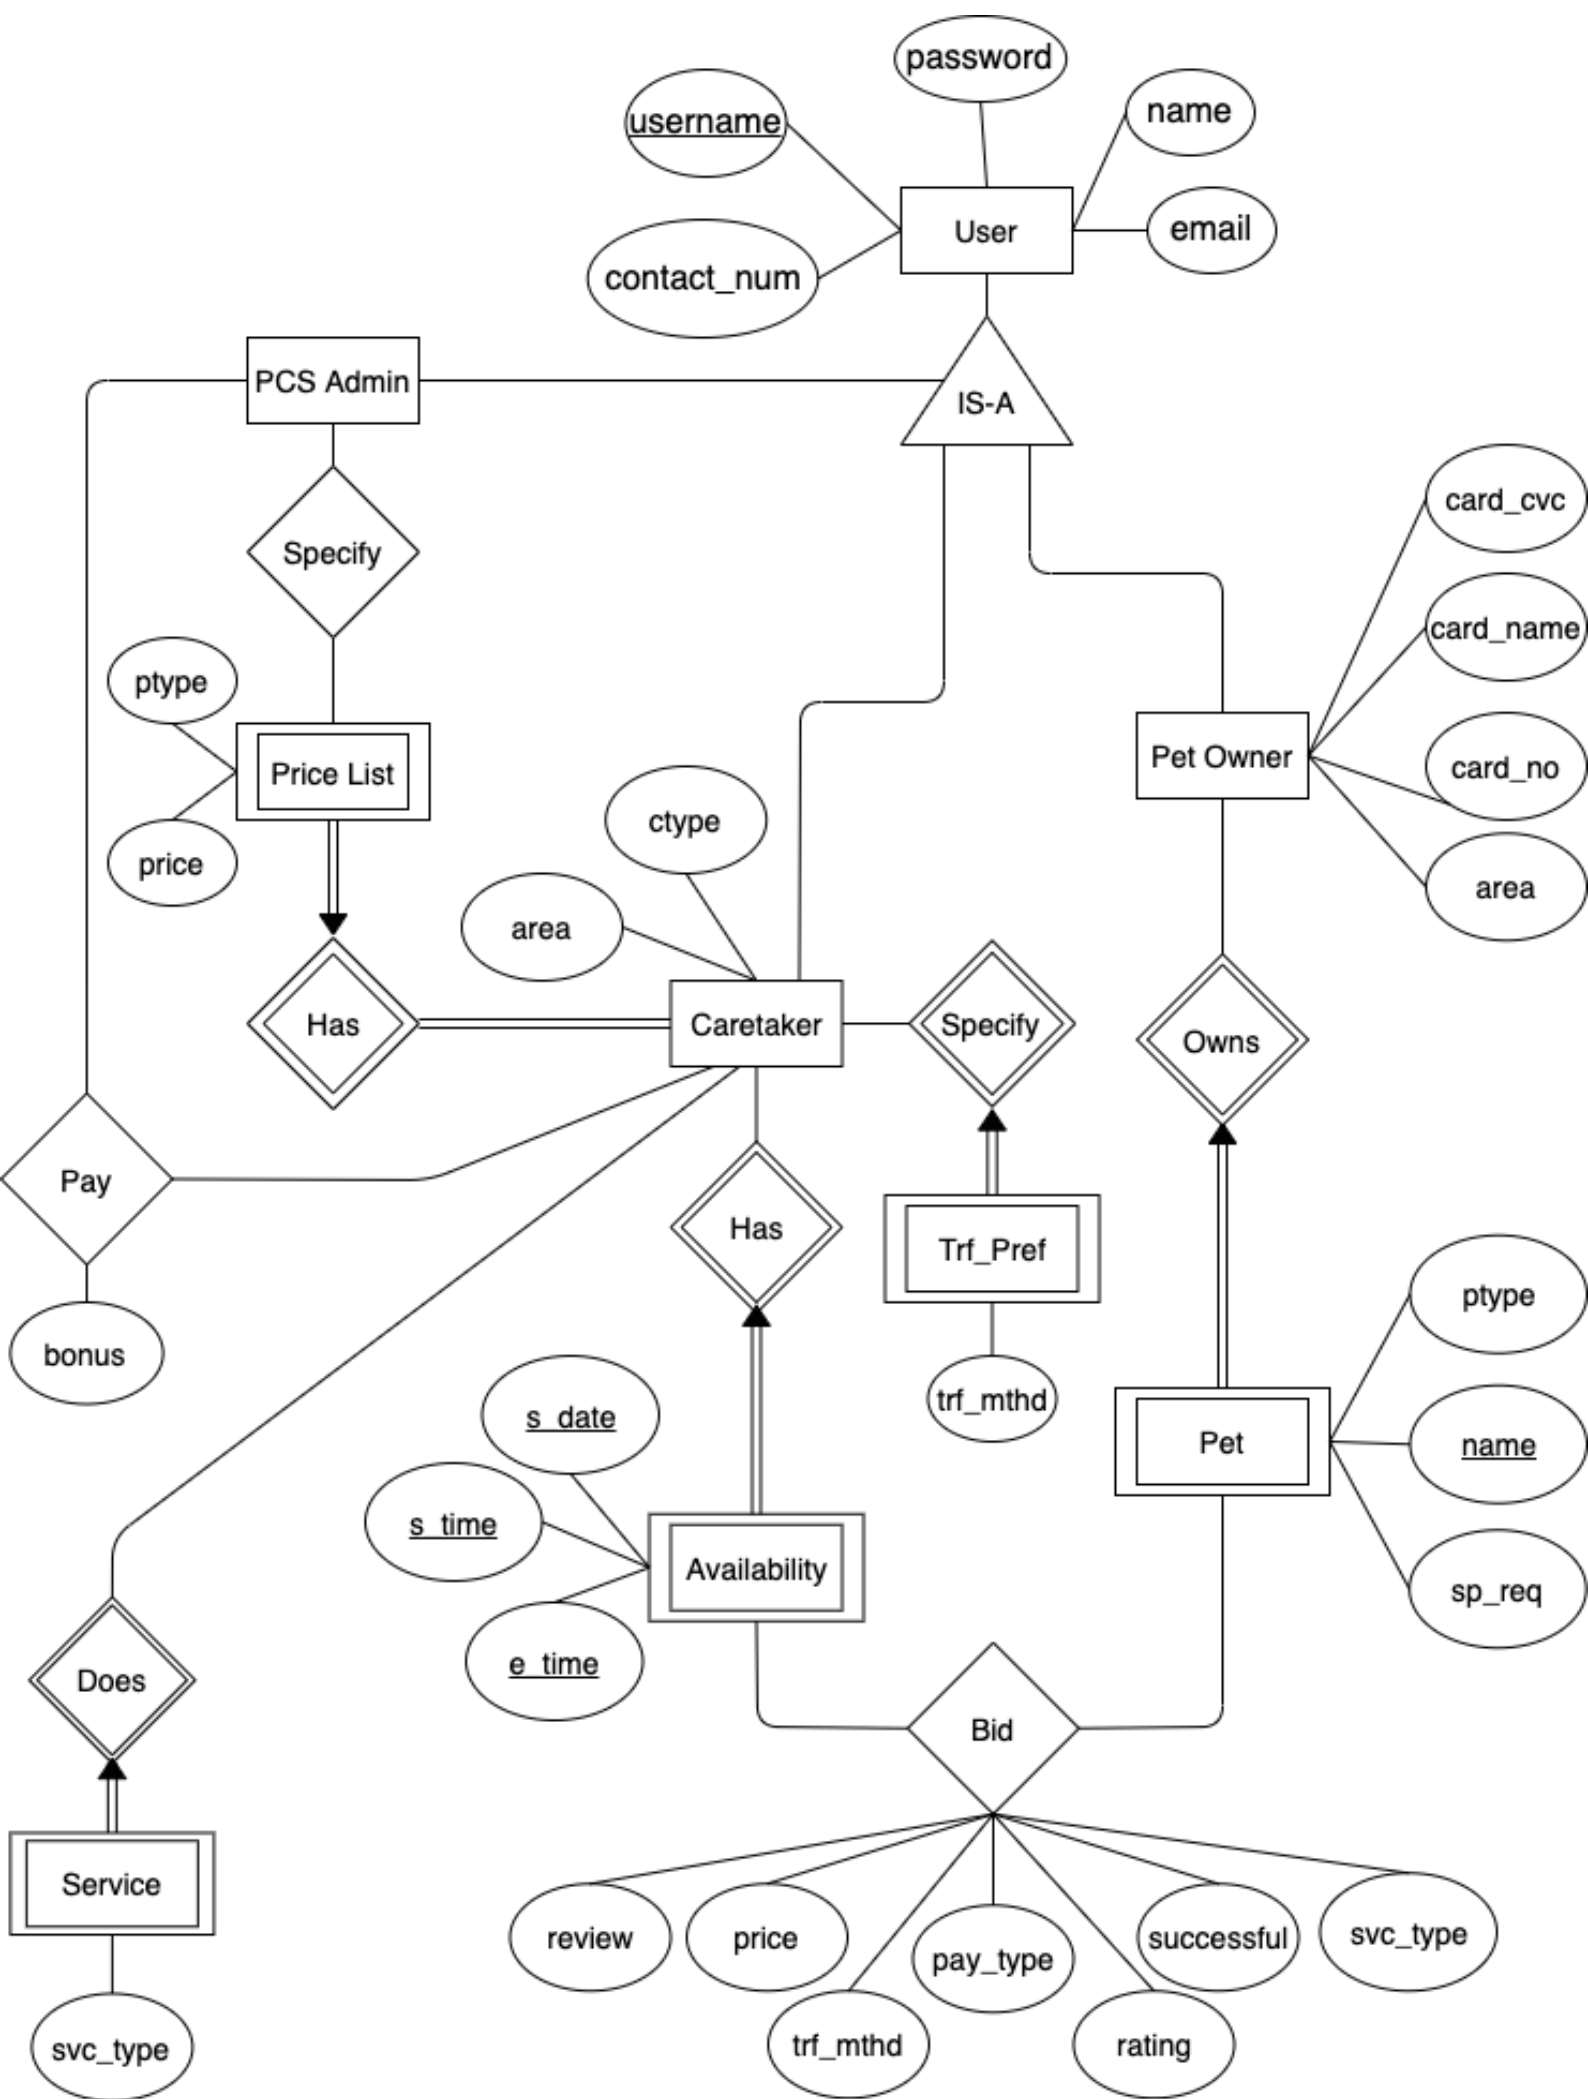 password
name
username
User
email
contact_num
PCS Admin
IS-A
card_cvc
Specify
card_name
ptype
Pet Owner
card_no
Price List
ctype
price
area
area
Has
Caretaker
Specify
Owns
Pay
Has
Trf_Pref
ptype
bonus
trf_mthd
s_date
Pet
name
s_time
Availability
sp_req
e_time
Does
Bid
Service
review
price
pay_type
successful
svc_type
svc_type
trf_mthd
rating